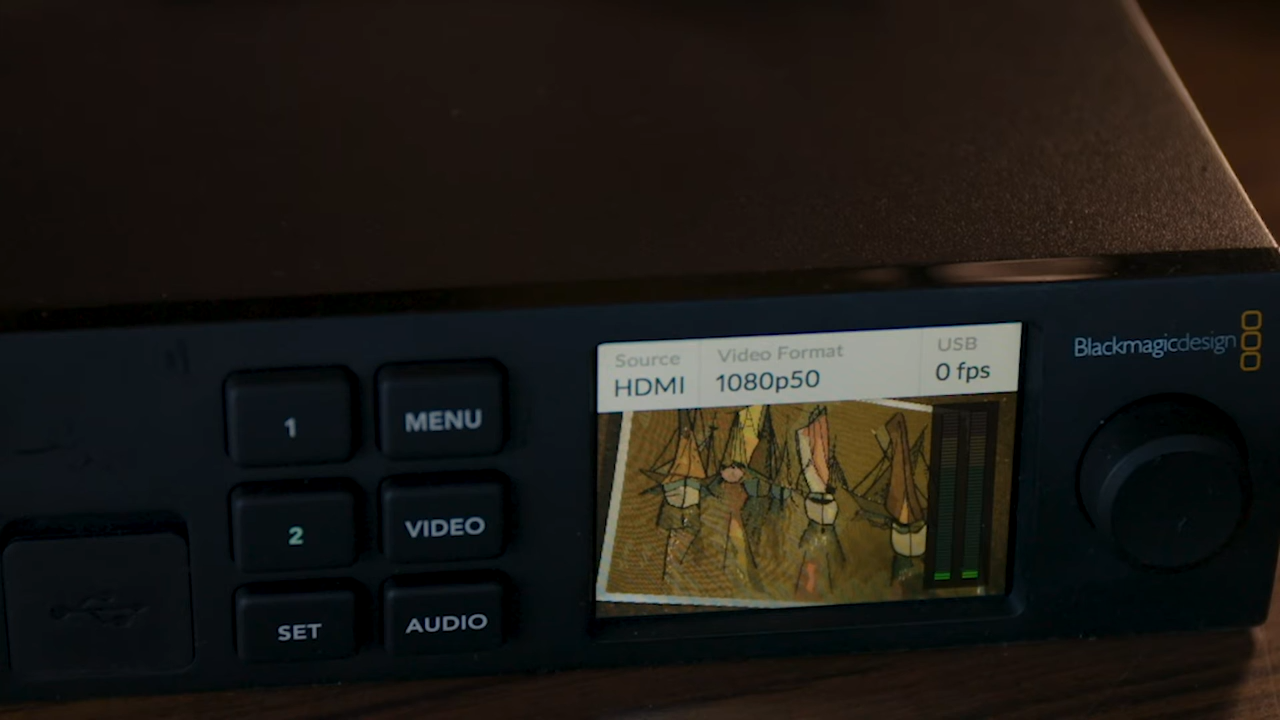 Source Video Format USB
HDMI 1080p50 0 fps
Blackmagicdesign
1 MENU
2 VIDEO
SET AUDIO